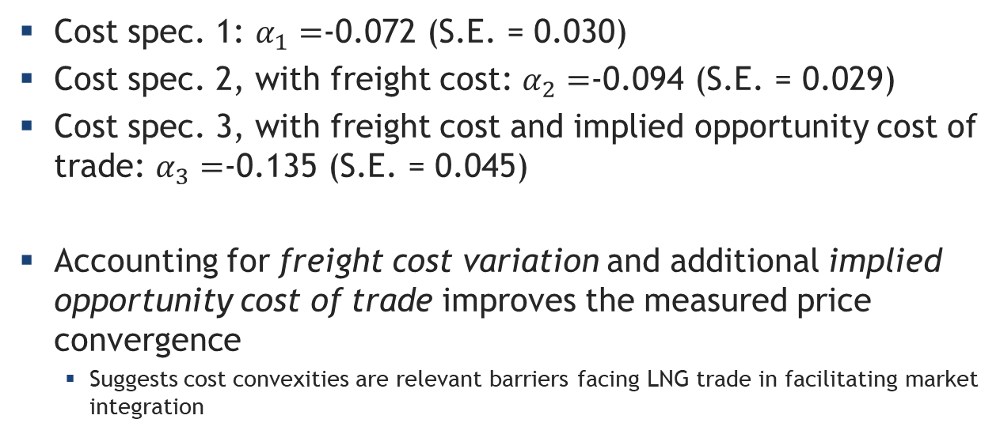 ▪ Cost spec. 1: α₁ =-0.072 (S.E. = 0.030)
▪ Cost spec. 2, with freight cost: α₂ =-0.094 (S.E. = 0.029)
▪ Cost spec. 3, with freight cost and implied opportunity cost of
trade: α₃ =-0.135 (S.E. = 0.045)
▪ Accounting for freight cost variation and additional implied
opportunity cost of trade improves the measured price
convergence
▪ Suggests cost convexities are relevant barriers facing LNG trade in facilitating market
integration